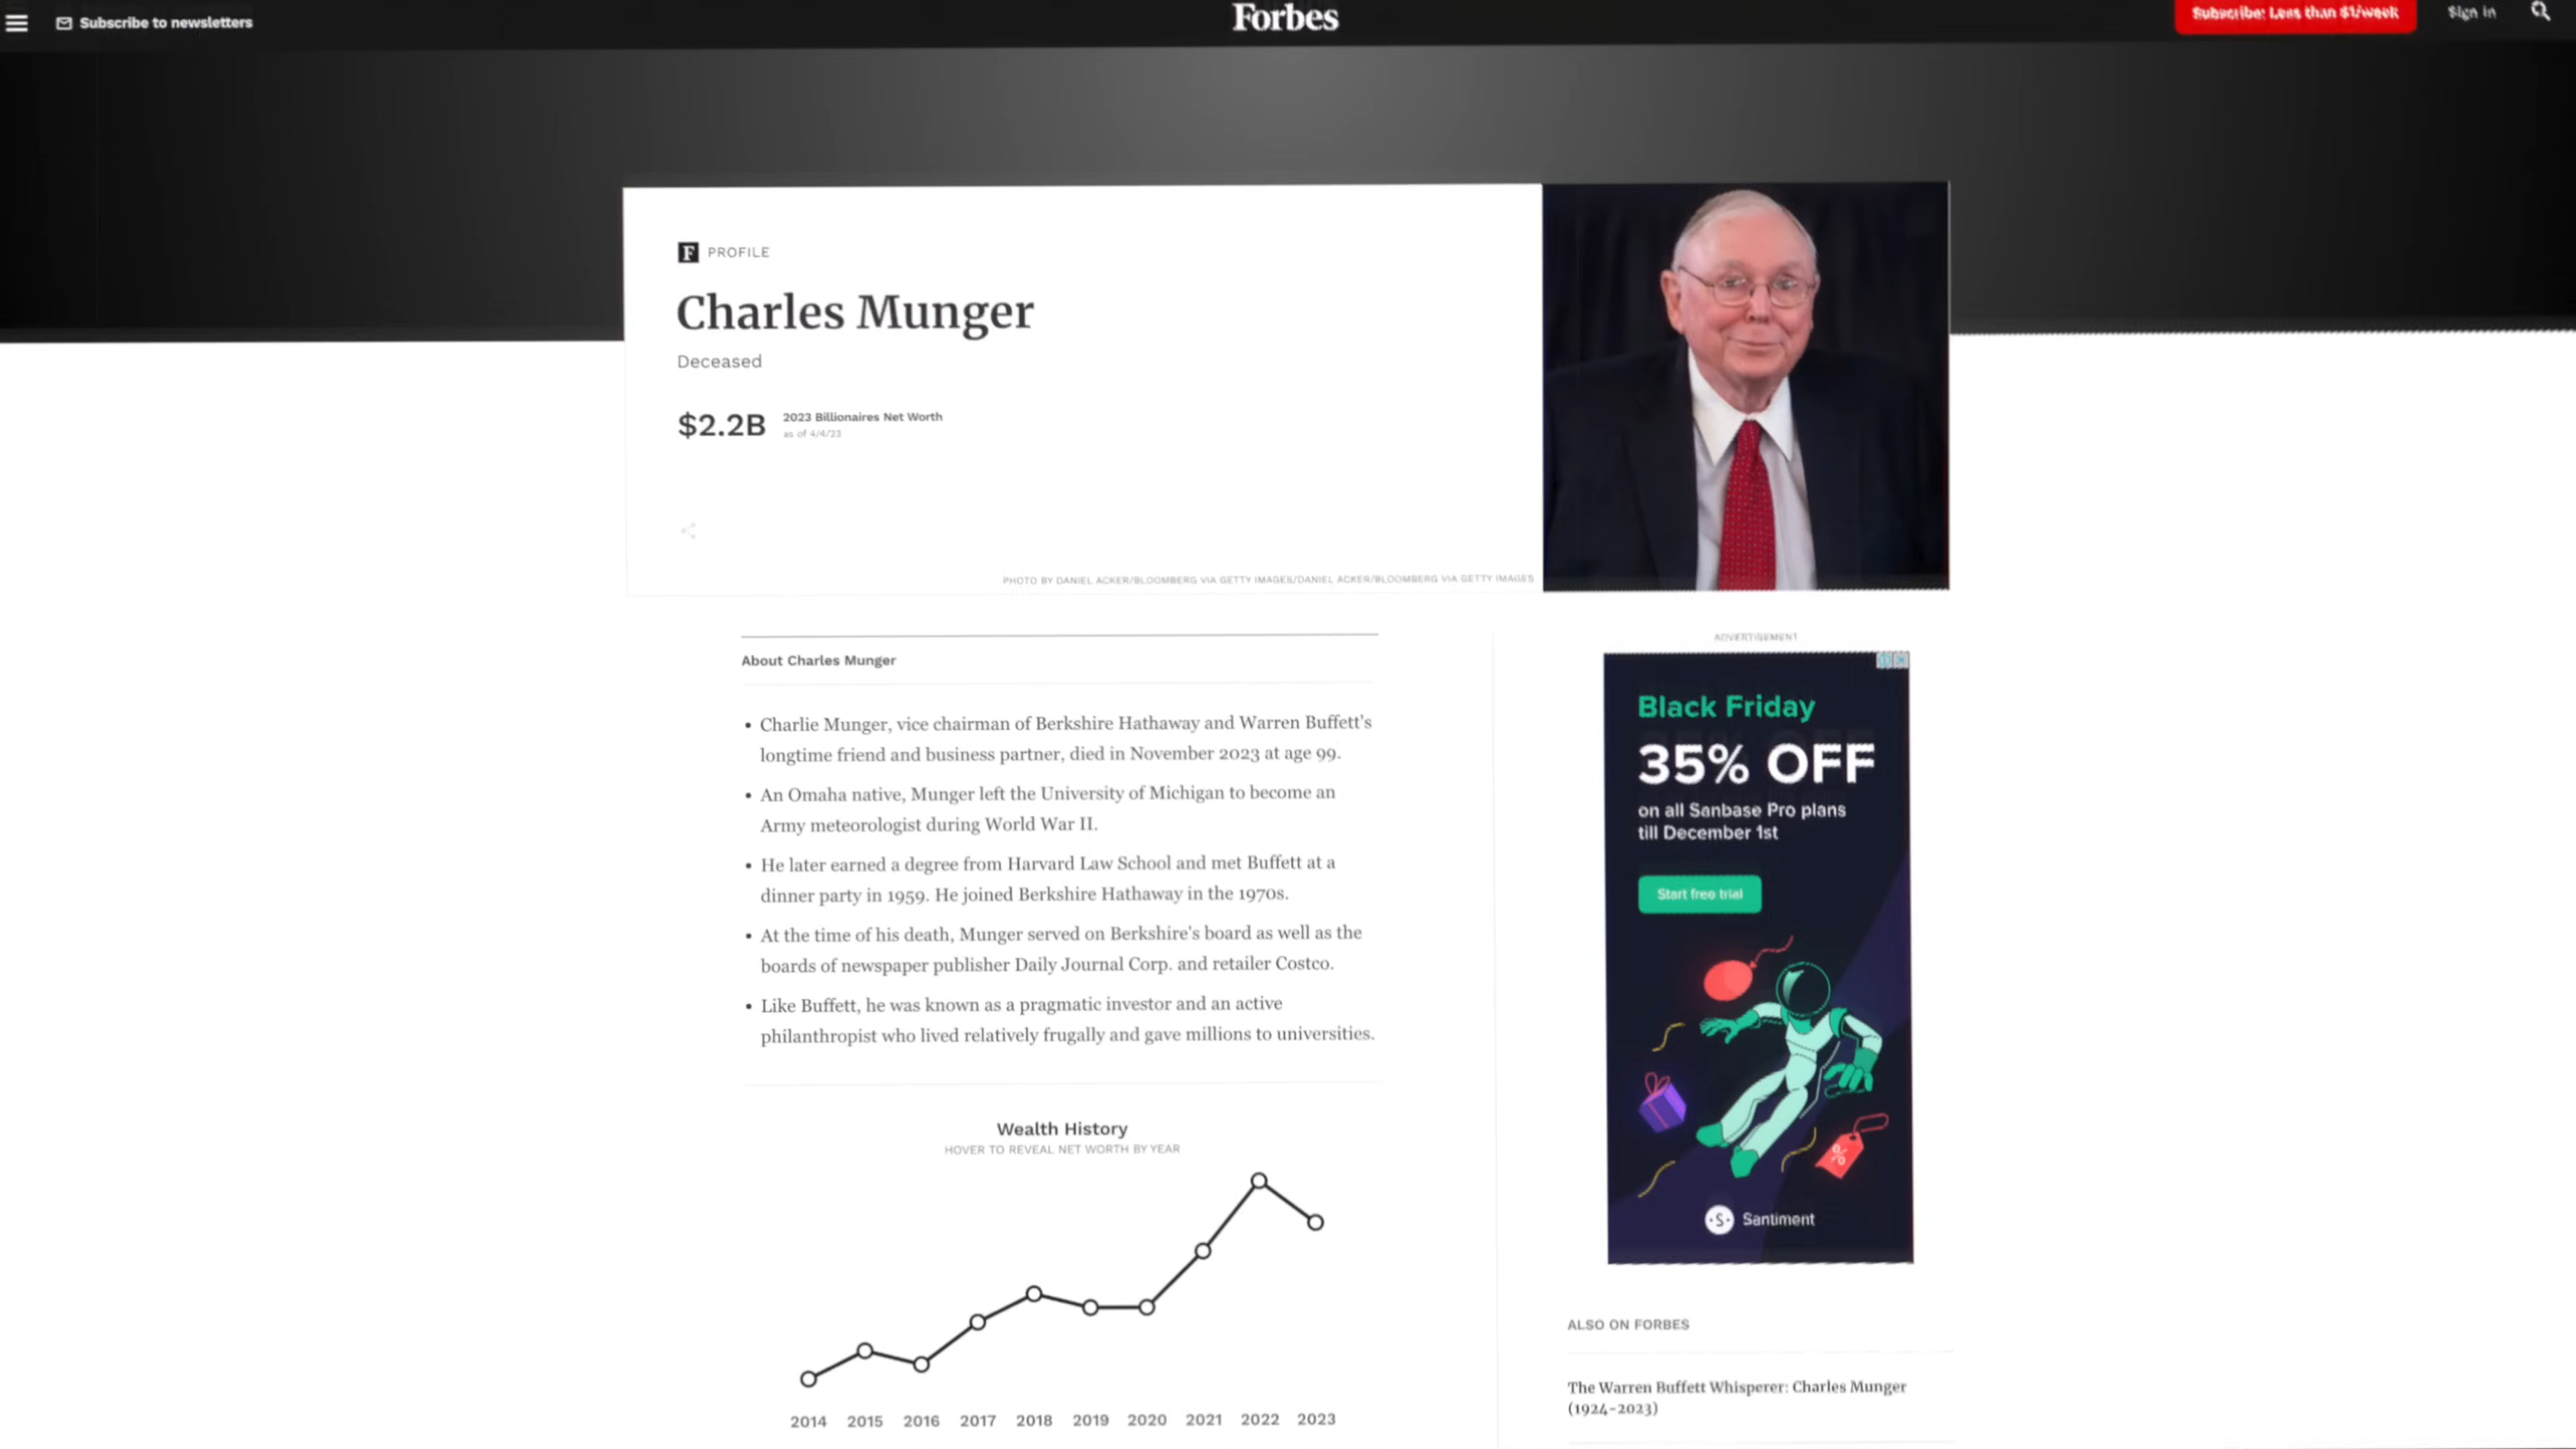 Subscribe to newsletters
Forbes
Subscribe: Less than $1/week
Sign In
F PROFILE
Charles Munger
Deceased
$2.2B
2023 Billionaires Net Worth
as of 4/4/23
PHOTO BY DANIEL ACKER/BLOOMBERG VIA GETTY IMAGES/DANIEL ACKER/BLOOMBERG VIA GETTY IMAGES
About Charles Munger
• Charlie Munger, vice chairman of Berkshire Hathaway and Warren Buffett's
longtime friend and business partner, died in November 2023 at age 99.
• An Omaha native, Munger left the University of Michigan to become an
Army meteorologist during World War II.
• He later earned a degree from Harvard Law School and met Buffett at a
dinner party in 1959. He joined Berkshire Hathaway in the 1970s.
• At the time of his death, Munger served on Berkshire's board as well as the
boards of newspaper publisher Daily Journal Corp. and retailer Costco.
• Like Buffett, he was known as a pragmatic investor and an active
philanthropist who lived relatively frugally and gave millions to universities.
Wealth History
HOVER TO REVEAL NET WORTH BY YEAR
2014 2015 2016 2017 2018 2019 2020 2021 2022 2023
ADVERTISEMENT
Black Friday
35% OFF
on all Sanbase Pro plans
till December 1st
Start free trial
%
·S· Santiment
ALSO ON FORBES
The Warren Buffett Whisperer: Charles Munger
(1924-2023)